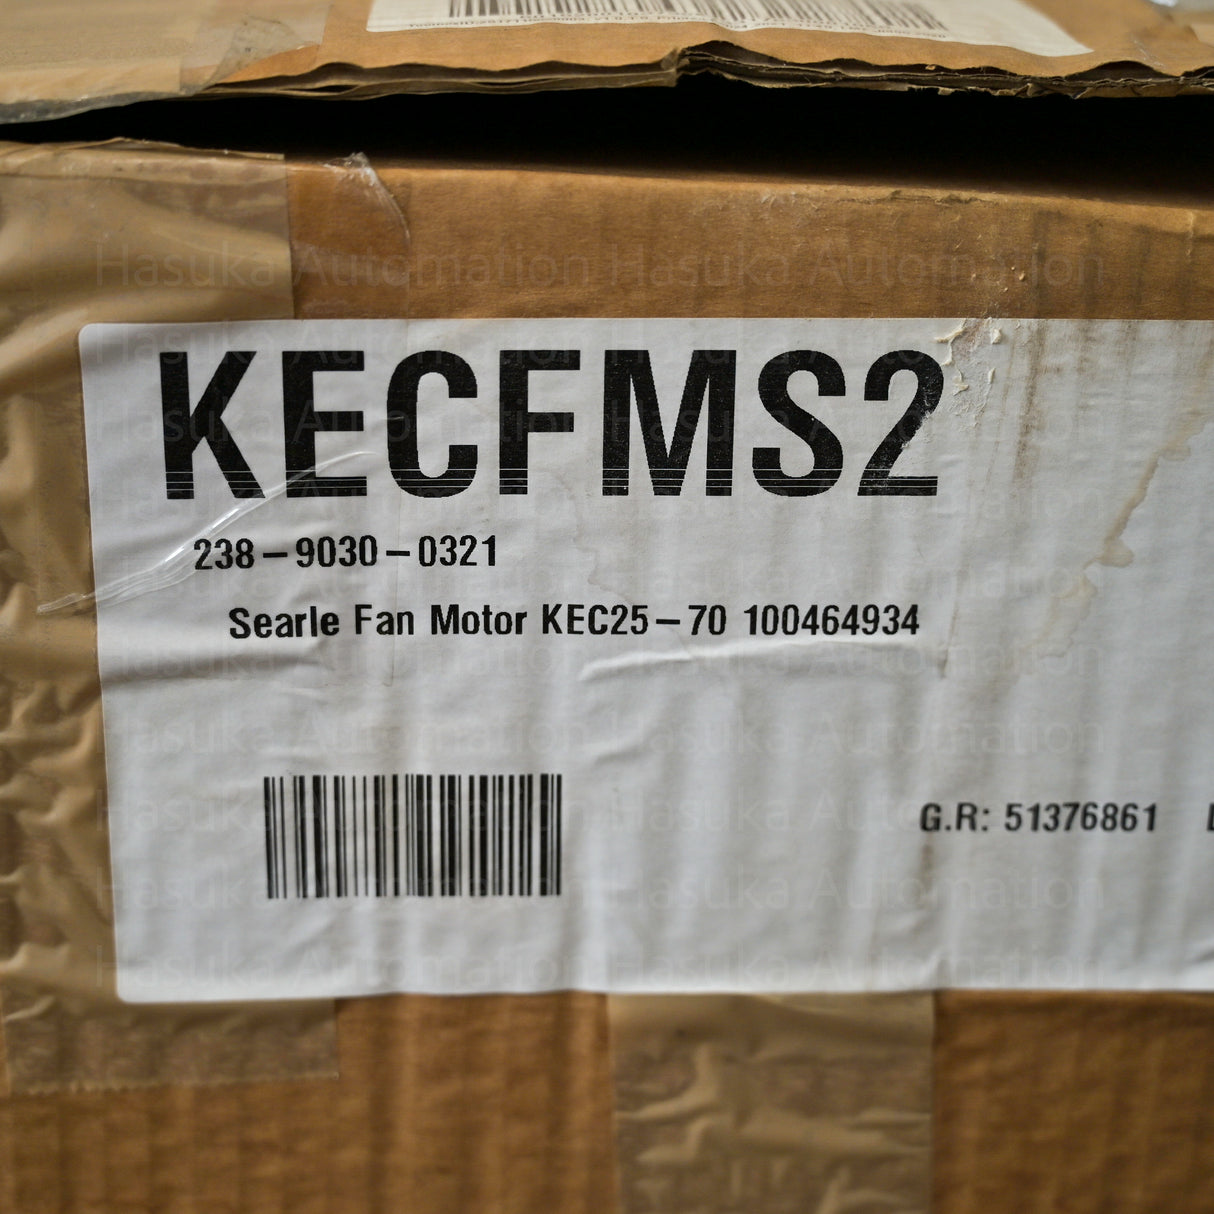 KECFMS2
238-9030-0321
Searle Fan Motor KEC25-70 100464934
G.R: 51376861
Hasuka Automation Hasuka Automation